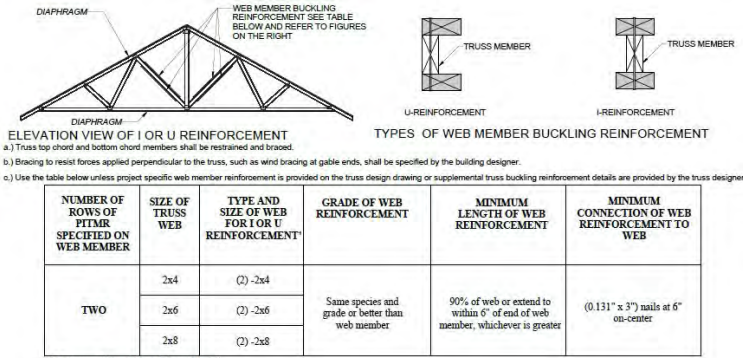 DIAPHRAGM
WEB MEMBER BUCKLING
REINFORCEMENT SEE TABLE
BELOW AND REFER TO FIGURES
ON THE RIGHT
TRUSS MEMBER
TRUSS MEMBER
DIAPHRAGM
U-REINFORCEMENT
I-REINFORCEMENT
ELEVATION VIEW OF I OR U REINFORCEMENT
TYPES OF WEB MEMBER BUCKLING REINFORCEMENT
a.) Truss top chord and bottom chord members shall be restrained and braced.
b.) Bracing to resist forces applied perpendicular to the truss, such as wind bracing at gable ends, shall be specified by the building designer.
c.) Use the table below unless project specific web member reinforcement is provided on the truss design drawing or supplemental truss buckling reinforcement details are provided by the truss designer
NUMBER OF
ROWS OF
PITMR
SPECIFIED ON
WEB MEMBER
SIZE OF
TRUSS
WEB
TYPE AND
SIZE OF WEB
FOR I OR U
REINFORCEMENT'
GRADE OF WEB
REINFORCEMENT
MINIMUM
LENGTH OF WEB
REINFORCEMENT
MINIMUM
CONNECTION OF WEB
REINFORCEMENT TO
WEB
TWO
2x4
(2) -2x4
2x6
(2) -2x6
2x8
(2) -2x8
Same species and
grade or better than
web member
90% of web or extend to
within 6" of end of web
member, whichever is greater
(0.131" x 3") nails at 6"
on-center